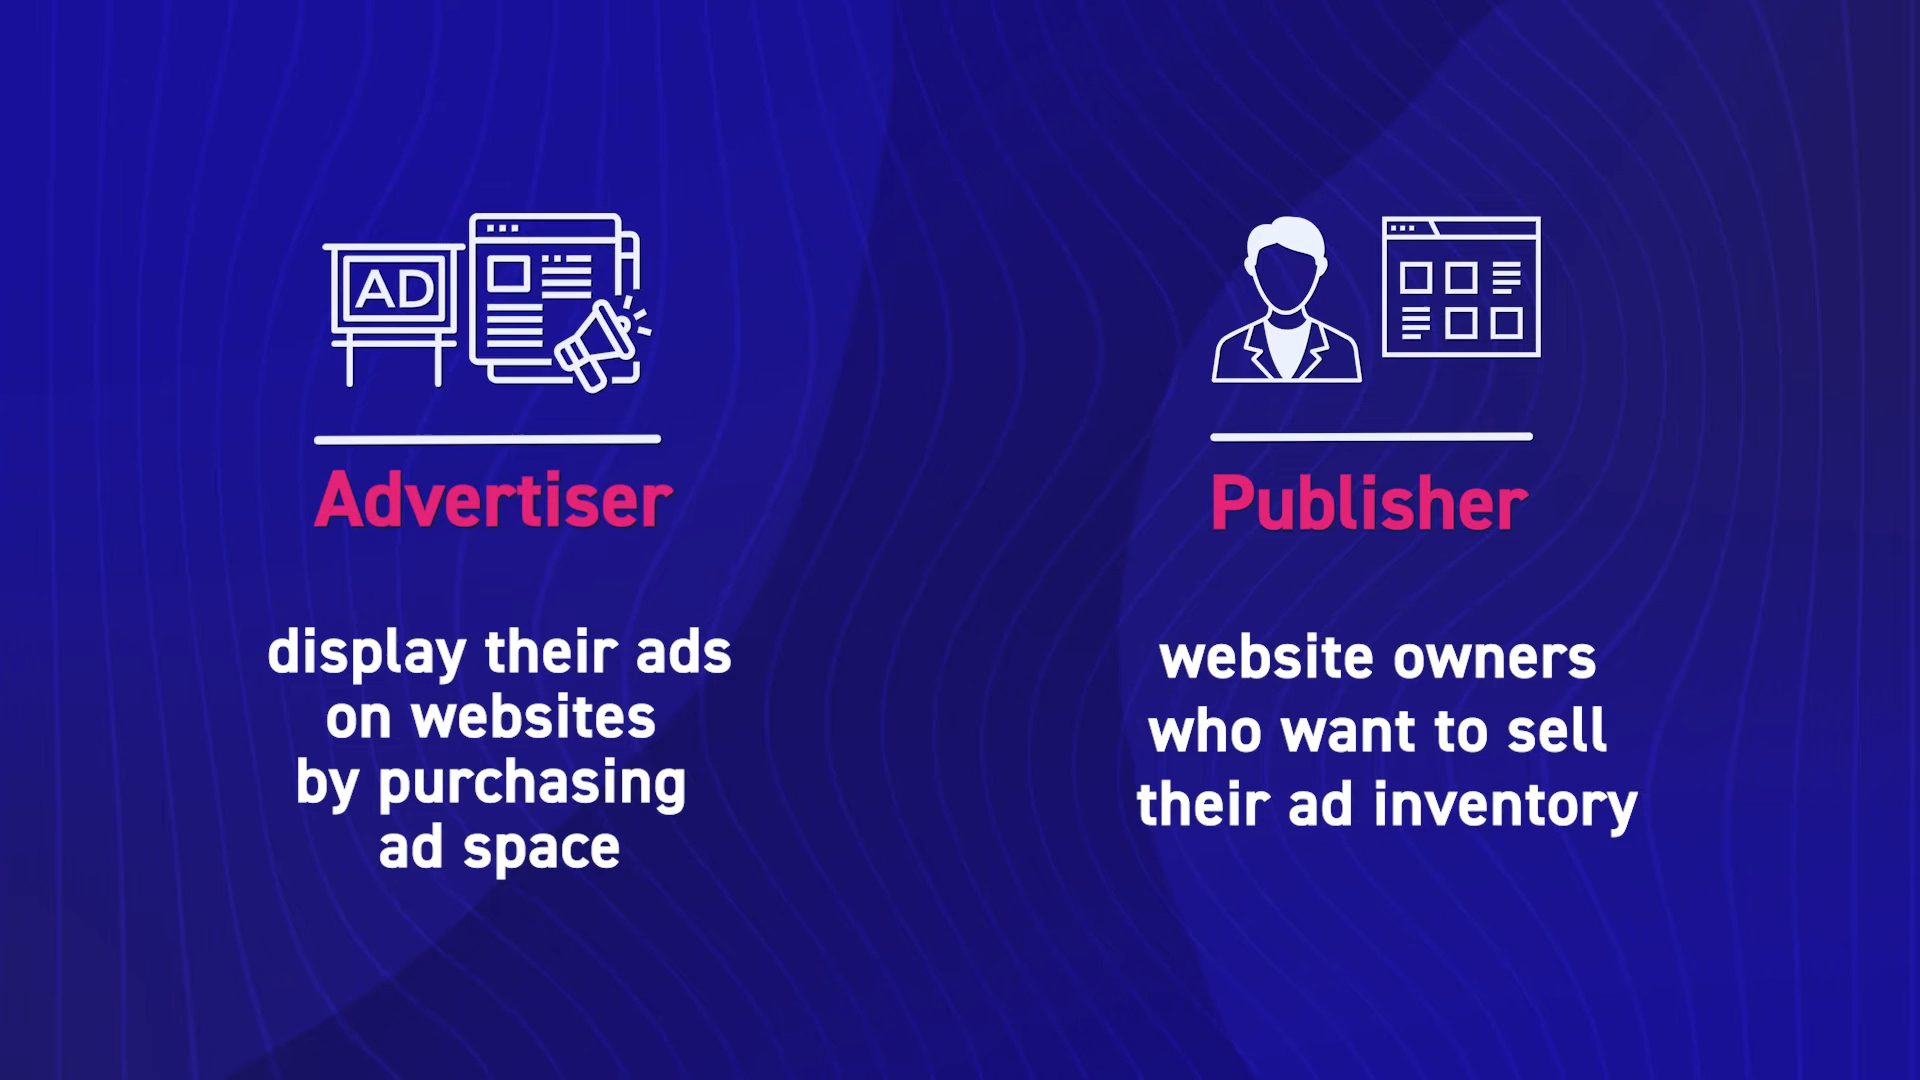 AD
Advertiser
display their ads
on websites
by purchasing
ad space
Publisher
website owners
who want to sell
their ad inventory